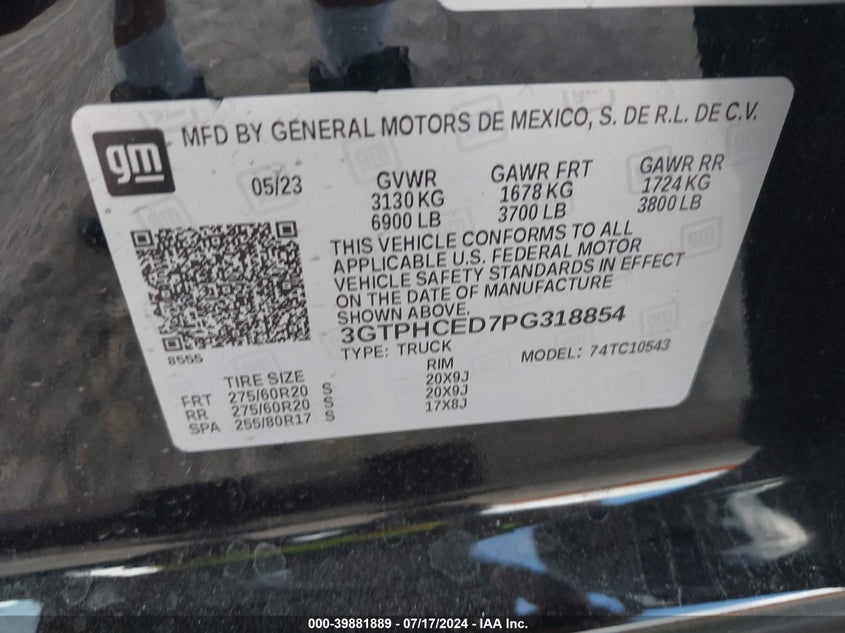 gm
MFD BY GENERAL MOTORS DE MEXICO, S. DE R.L. DE C.V.
05/23 GVWR GAWR FRT GAWR RR
3130 KG 1678 KG 1724 KG
6900 LB 3700 LB 3800 LB
THIS VEHICLE CONFORMS TO ALL
APPLICABLE U.S. FEDERAL MOTOR
VEHICLE SAFETY STANDARDS IN EFFECT
ON THE DATE OF MANUFACTURE
SHOWN ABOVE.
3GTPHCED7PG318854
8555
TYPE: TRUCK MODEL: 74TC10543
TIRE SIZE RIM
FRT 275/60R20 S 20X9J
RR 275/60R20 S 20X9J
SPA 255/80R17 S 17X8J
000-39881889 - 07/17/2024 - IAA Inc.